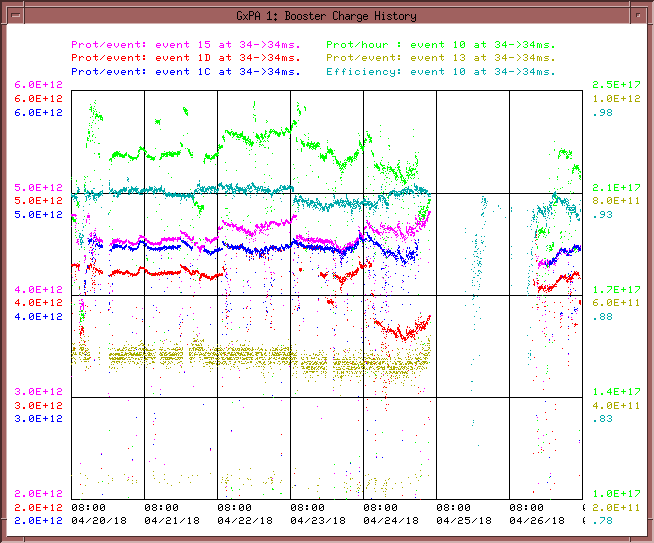 GxPA 1: Booster Charge History
Prot/event: event 15 at 34->34ms. Prot/hour : event 10 at 34->34ms.
Prot/event: event 1D at 34->34ms. Prot/event: event 13 at 34->34ms.
Prot/event: event 1C at 34->34ms. Efficiency: event 10 at 34->34ms.
6.0E+12 2.5E+17
6.0E+12 1.0E+12
6.0E+12 .98
5.0E+12 2.1E+17
5.0E+12 8.0E+11
5.0E+12 .93
4.0E+12 1.7E+17
4.0E+12 6.0E+11
4.0E+12 .88
3.0E+12 1.4E+17
3.0E+12 4.0E+11
3.0E+12 .83
2.0E+12 1.0E+17
2.0E+12 08:00 08:00 08:00 08:00 08:00 08:00 08:00 2.0E+11
2.0E+12 04/20/18 04/21/18 04/22/18 04/23/18 04/24/18 04/25/18 04/26/18 .78